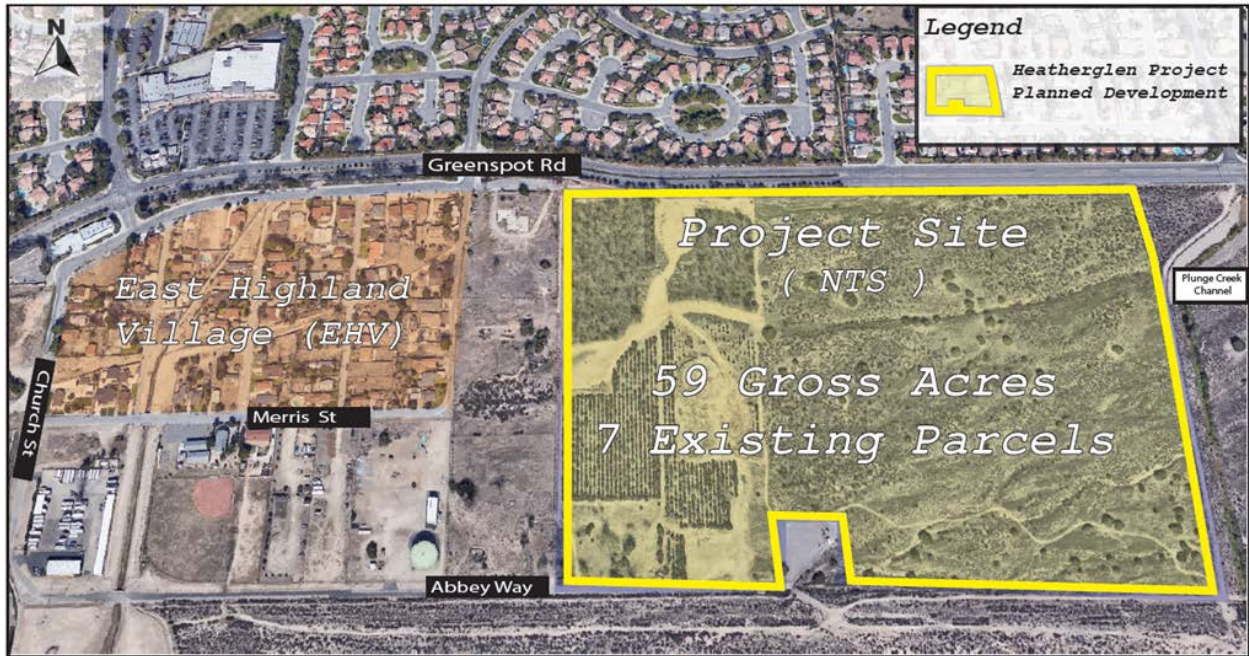 N
Legend
Heatherglen Project
Planned Development
Greenspot Rd
Project Site
( NTS )
Plunge Creek
Channel
East Highland
Village (EHV)
59 Gross Acres
7 Existing Parcels
Church St
Merris St
Abbey Way